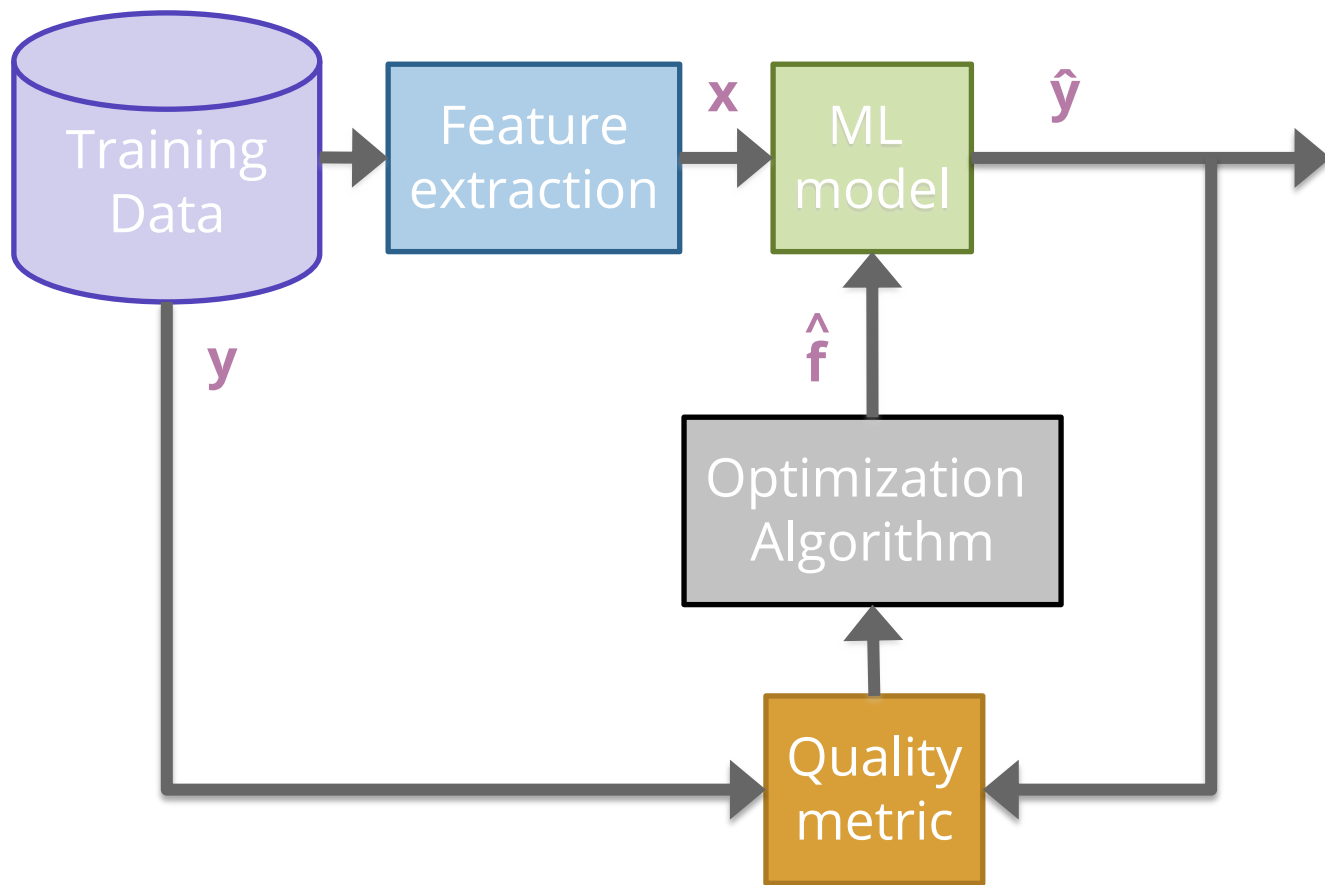 Training
Data
Feature
extraction
x
ML
model
ŷ
y
f̂
Optimization
Algorithm
Quality
metric